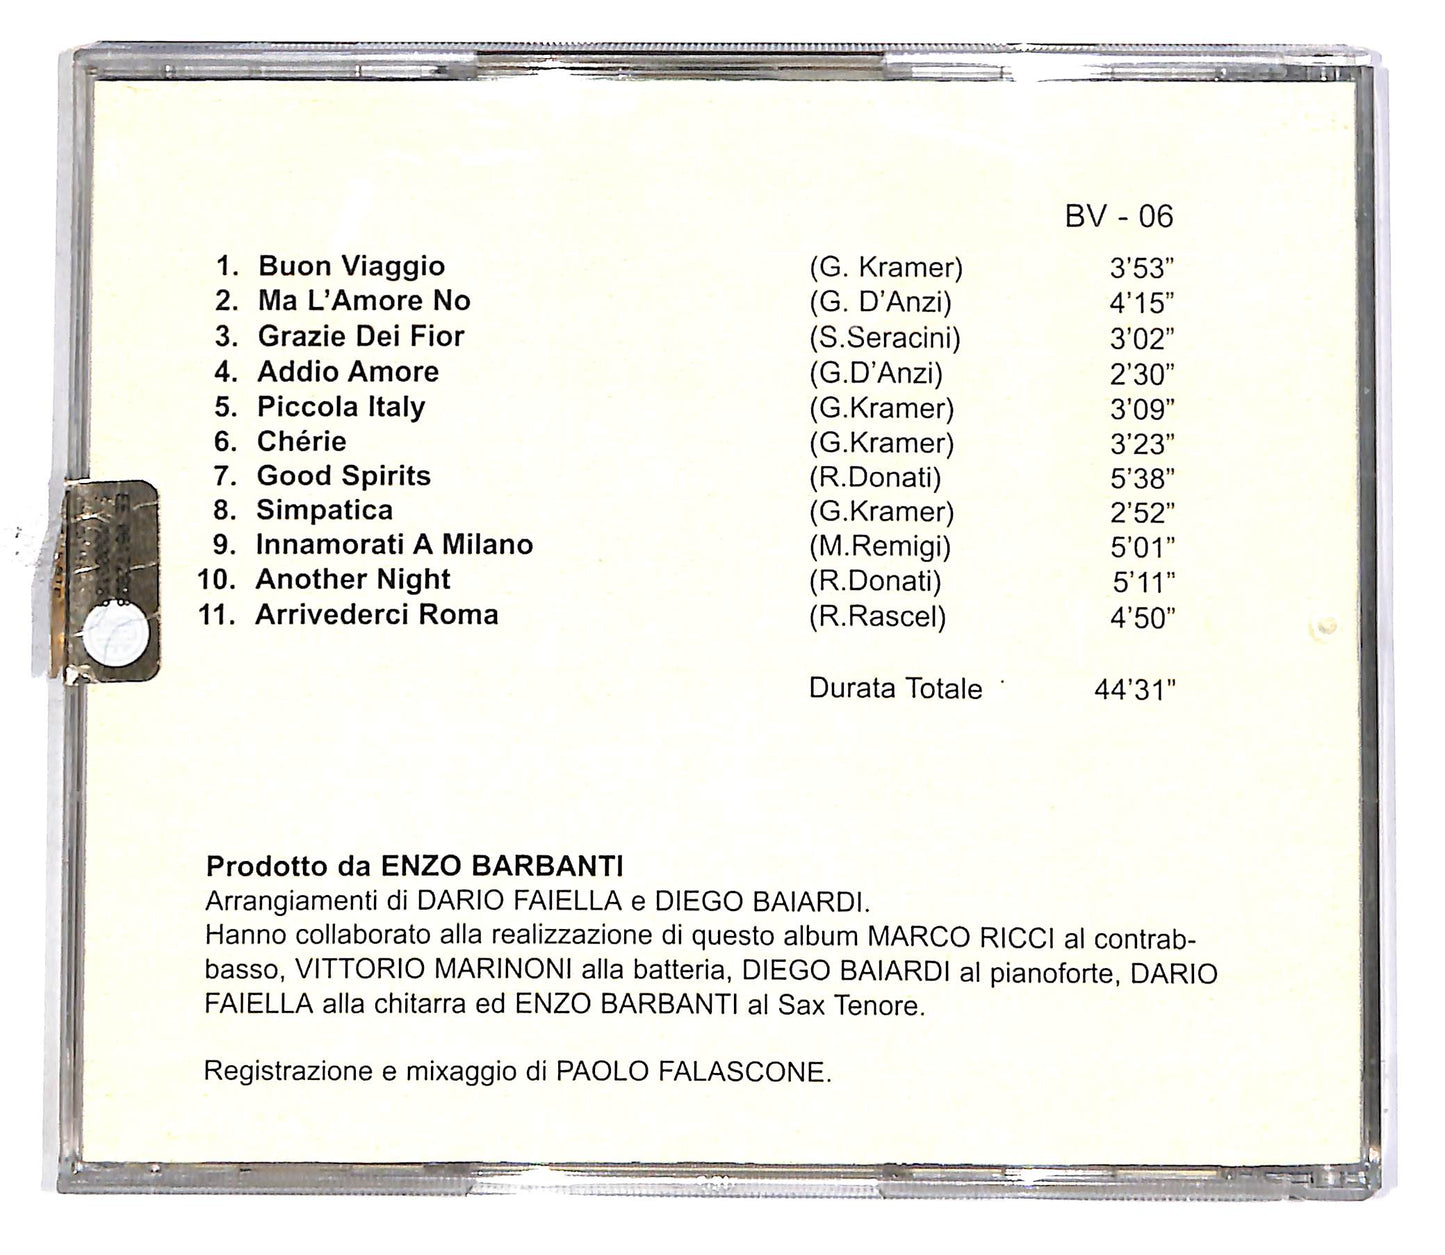 BV - 06
1. Buon Viaggio (G. Kramer) 3'53”
2. Ma L'Amore No (G. D'Anzi) 4'15”
3. Grazie Dei Fior (S.Seracini) 3'02”
4. Addio Amore (G.D'Anzi) 2'30”
5. Piccola Italy (G.Kramer) 3'09”
6. Chérie (G.Kramer) 3'23”
7. Good Spirits (R.Donati) 5'38”
8. Simpatica (G.Kramer) 2'52”
9. Innamorati A Milano (M.Remigi) 5'01”
10. Another Night (R.Donati) 5'11”
11. Arrivederci Roma (R.Rascel) 4'50”
Durata Totale 44'31”
Prodotto da ENZO BARBANTI
Arrangiamenti di DARIO FAIELLA e DIEGO BAIARDI.
Hanno collaborato alla realizzazione di questo album MARCO RICCI al contrab-
basso, VITTORIO MARINONI alla batteria, DIEGO BAIARDI al pianoforte, DARIO
FAIELLA alla chitarra ed ENZO BARBANTI al Sax Tenore.
Registrazione e mixaggio di PAOLO FALASCONE.